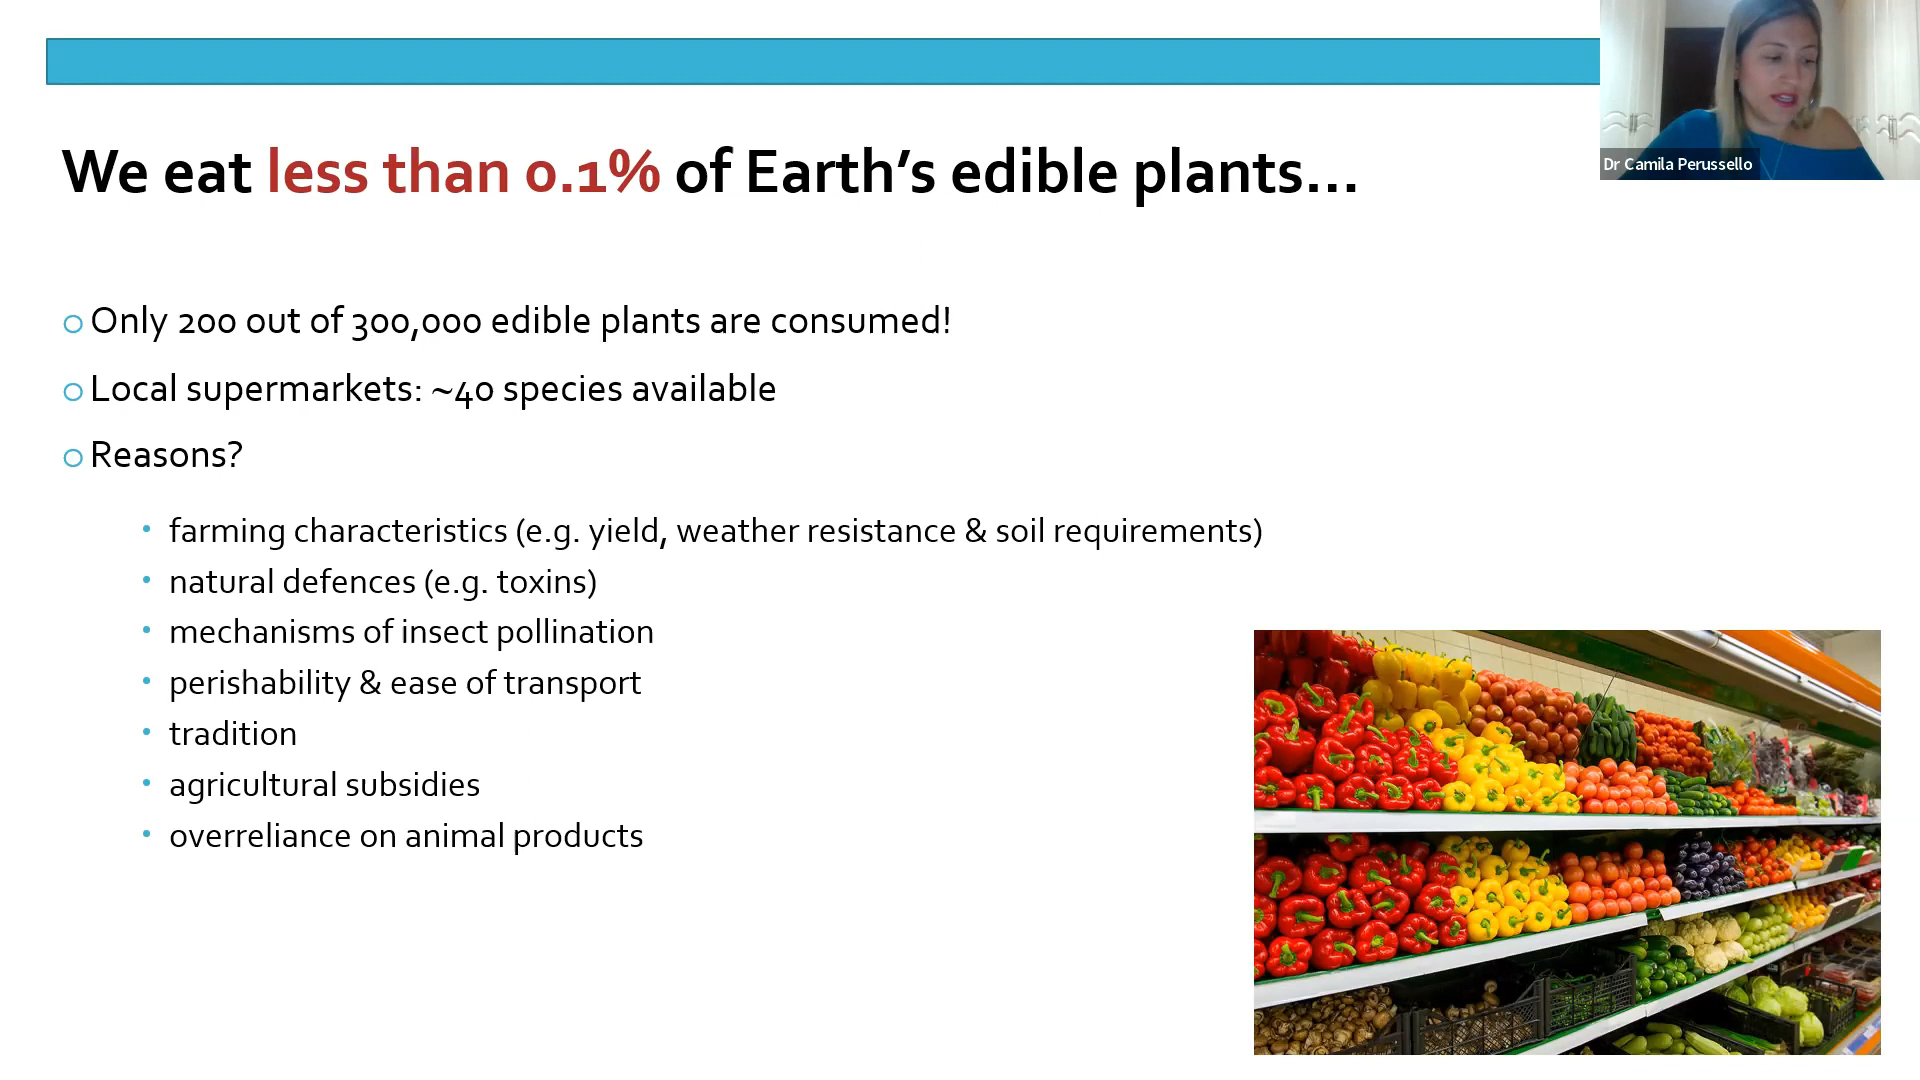 Dr Camila Perussello
We eat less than 0.1% of Earth’s edible plants…
Only 200 out of 300,000 edible plants are consumed!
Local supermarkets: ~40 species available
Reasons?
farming characteristics (e.g. yield, weather resistance & soil requirements)
natural defences (e.g. toxins)
mechanisms of insect pollination
perishability & ease of transport
tradition
agricultural subsidies
overreliance on animal products